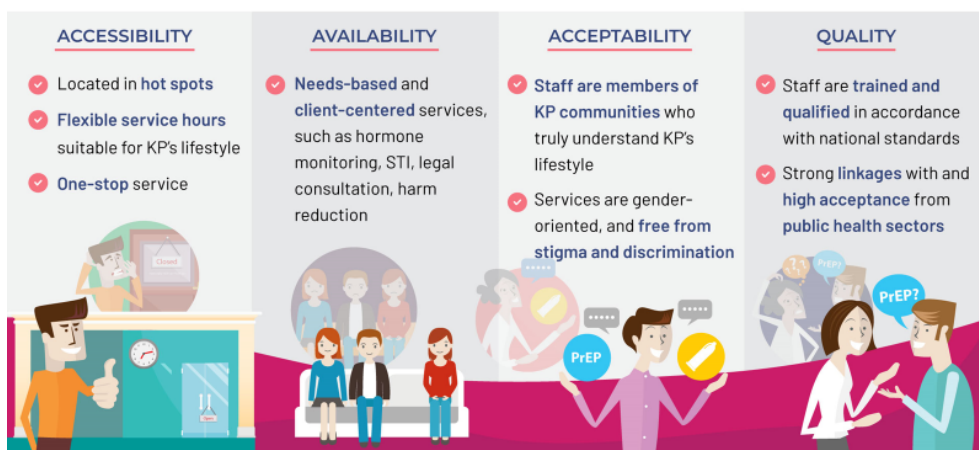 ACCESSIBILITY
Located in hot spots
Flexible service hours
suitable for KP's lifestyle
One-stop service
Closed
Open
AVAILABILITY
Needs-based and
client-centered services,
such as hormone
monitoring, STI, legal
consultation, harm
reduction
ACCEPTABILITY
Staff are members of
KP communities who
truly understand KP's
lifestyle
Services are gender-
oriented, and free from
stigma and discrimination
PrEP
QUALITY
Staff are trained and
qualified in accordance
with national standards
Strong linkages with and
high acceptance from
public health sectors
? ?
PrEP?
PrEP?